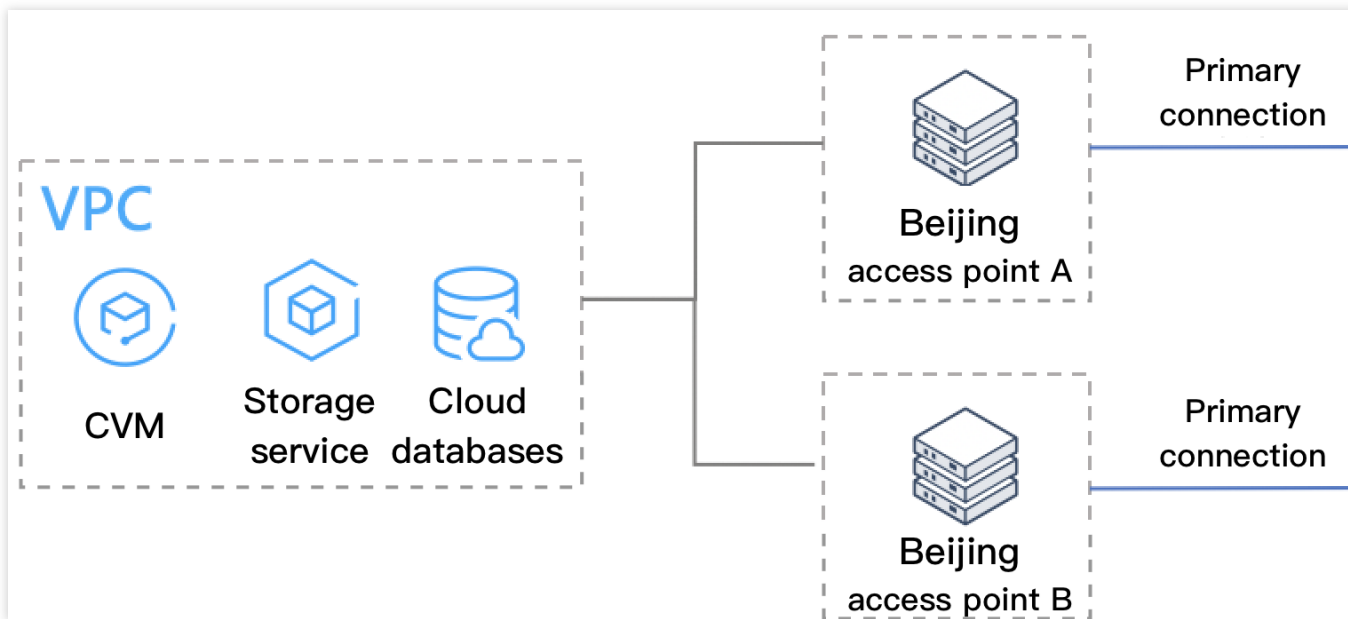 VPC
CVM
Storage
service
Cloud
databases
Beijing
access point A
Primary
connection
Beijing
access point B
Primary
connection